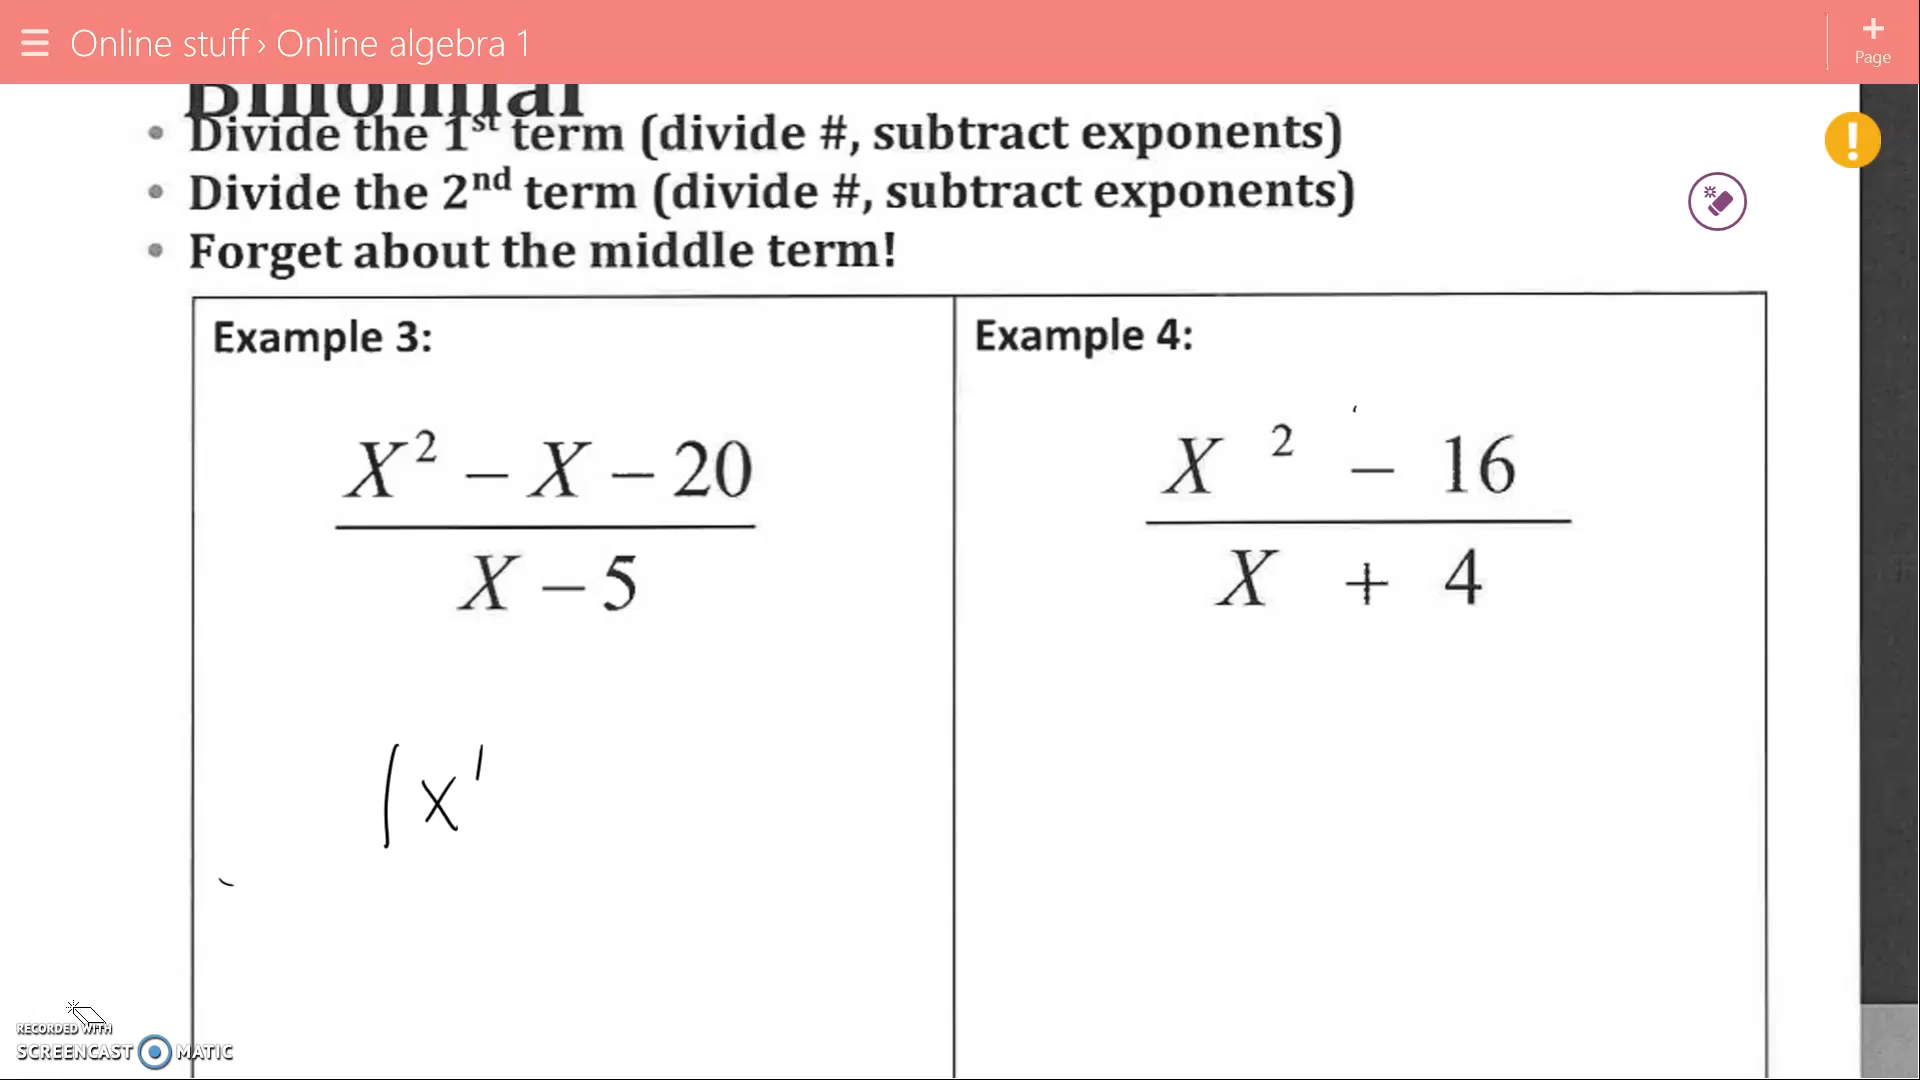 Online stuff › Online algebra 1
+
Page
Binomial
• Divide the 1st term (divide #, subtract exponents)
• Divide the 2nd term (divide #, subtract exponents)
• Forget about the middle term!
Example 3:
X² – X – 20
X – 5
(x'
Example 4:
X ² – 16
X + 4
RECORDED WITH
SCREENCAST MATIC